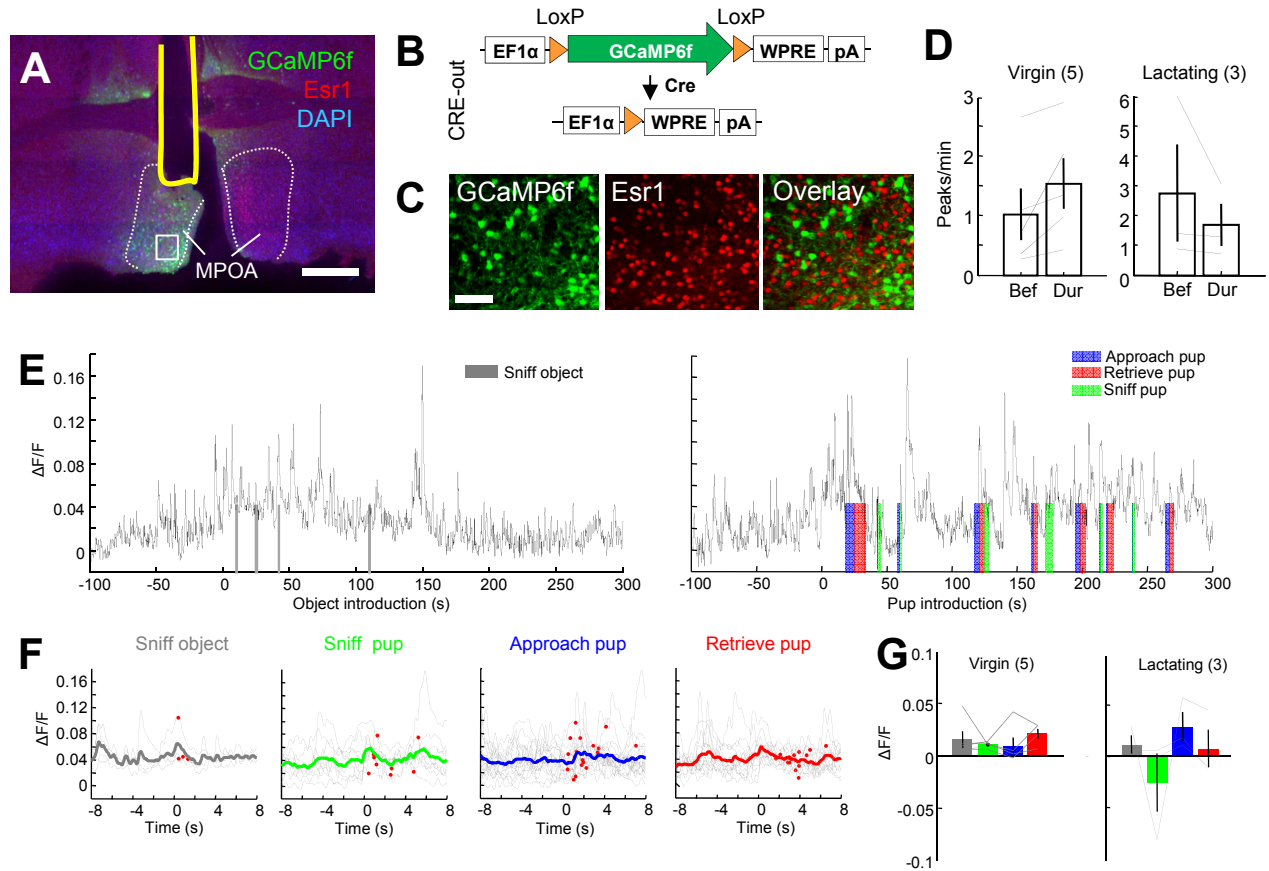 A
GCaMP6f
Esr1
DAPI
MPOA
B
CRE-out
LoxP LoxP
EF1α GCaMP6f WPRE pA
Cre
EF1α WPRE pA
C
GCaMP6f Esr1 Overlay
D
Virgin (5) Lactating (3)
Peaks/min
3
2
1
0
Bef Dur
6
5
4
3
2
1
0
Bef Dur
E
ΔF/F
0.16
0.12
0.08
0.04
0
Sniff object
-100 -50 0 50 100 150 200 250 300
Object introduction (s)
Approach pup
Retrieve pup
Sniff pup
-100 -50 0 50 100 150 200 250 300
Pup introduction (s)
F
Sniff object Sniff pup Approach pup Retrieve pup
ΔF/F
0.16
0.12
0.08
0.04
0
-8 -4 0 4 8
Time (s)
-8 -4 0 4 8
Time (s)
-8 -4 0 4 8
Time (s)
-8 -4 0 4 8
Time (s)
G
Virgin (5) Lactating (3)
ΔF/F
0.1
0.05
0
-0.05
-0.1